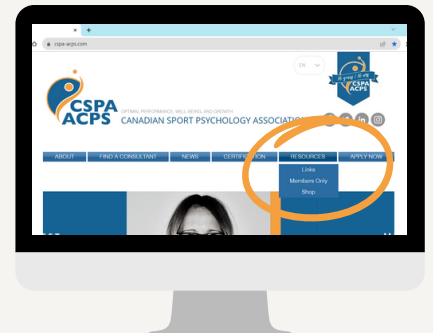 cspa-acps.com
EN
CSPA
ACPS
CSPA
ACPS
OPTIMAL PERFORMANCE, WELL-BEING, AND GROWTH
CANADIAN SPORT PSYCHOLOGY
ABOUT FIND A CONSULTANT NEWS CERTIFICATION RESOURCES APPLY NOW
Links
Members Only
Shop